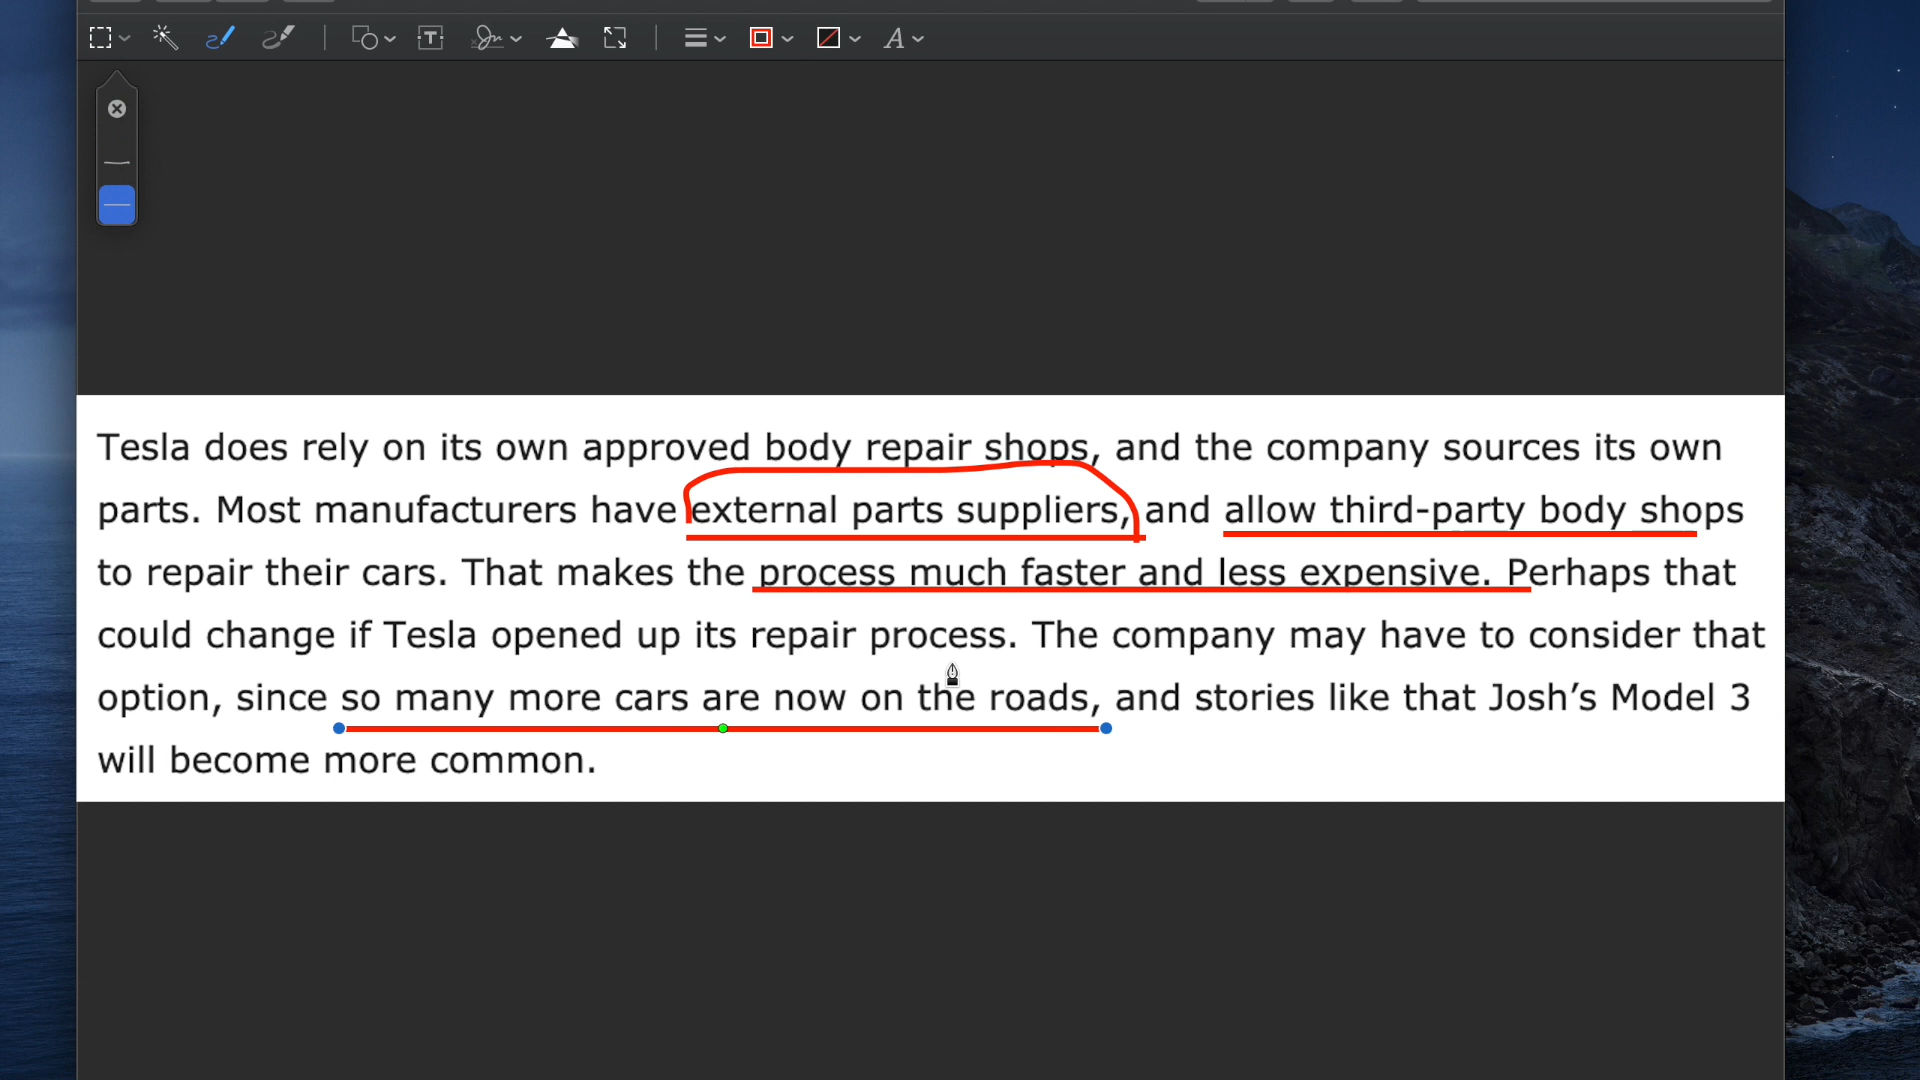 Tesla does rely on its own approved body repair shops, and the company sources its own
parts. Most manufacturers have external parts suppliers, and allow third-party body shops
to repair their cars. That makes the process much faster and less expensive. Perhaps that
could change if Tesla opened up its repair process. The company may have to consider that
option, since so many more cars are now on the roads, and stories like that Josh’s Model 3
will become more common.